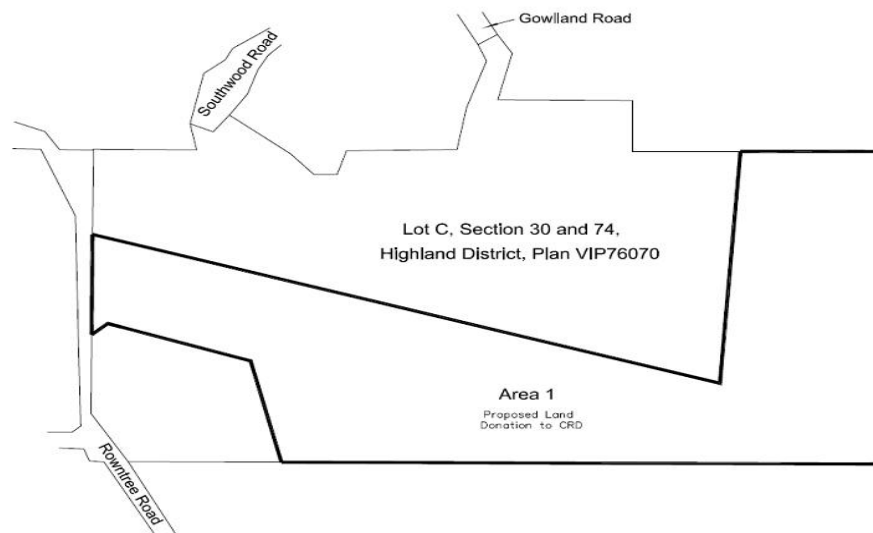 Gowlland Road
Southwood Road
Lot C, Section 30 and 74,
Highland District, Plan VIP76070
Area 1
Proposed Land
Donation to CRD
Rowntree Road